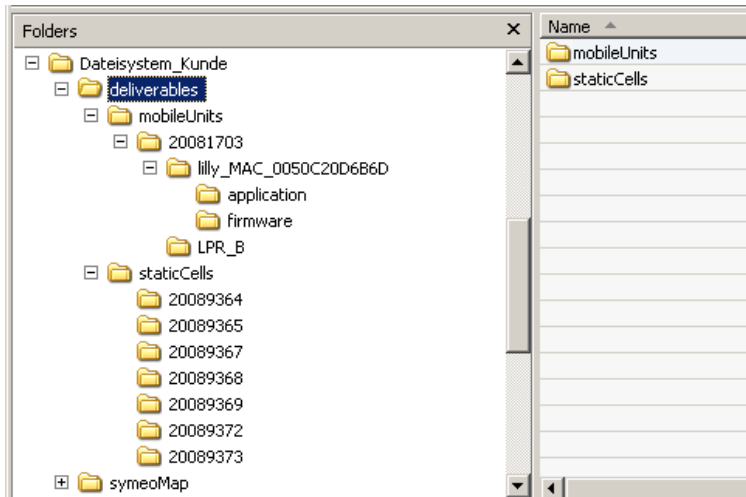 Folders
Dateisystem_Kunde
deliverables
mobileUnits
20081703
lilly_MAC_0050C20D6B6D
application
firmware
LPR_B
staticCells
20089364
20089365
20089367
20089368
20089369
20089372
20089373
symeoMap
Name
mobileUnits
staticCells